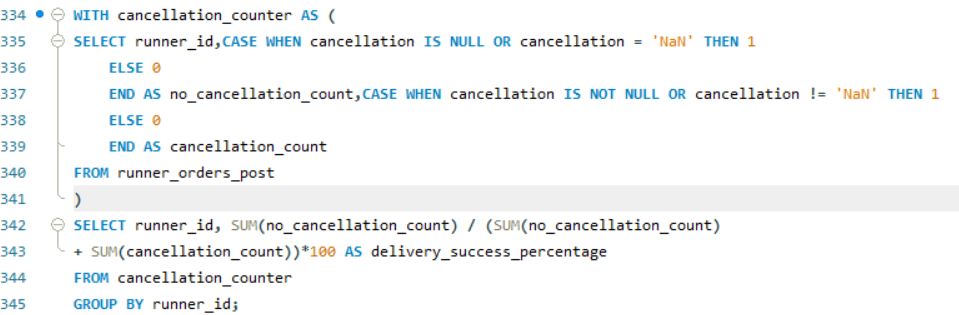 334 WITH cancellation_counter AS (
335 SELECT runner_id,CASE WHEN cancellation IS NULL OR cancellation = 'NaN' THEN 1
336     ELSE 0
337     END AS no_cancellation_count,CASE WHEN cancellation IS NOT NULL OR cancellation != 'NaN' THEN 1
338     ELSE 0
339     END AS cancellation_count
340 FROM runner_orders_post
341 )
342 SELECT runner_id, SUM(no_cancellation_count) / (SUM(no_cancellation_count)
343 + SUM(cancellation_count))*100 AS delivery_success_percentage
344 FROM cancellation_counter
345 GROUP BY runner_id;